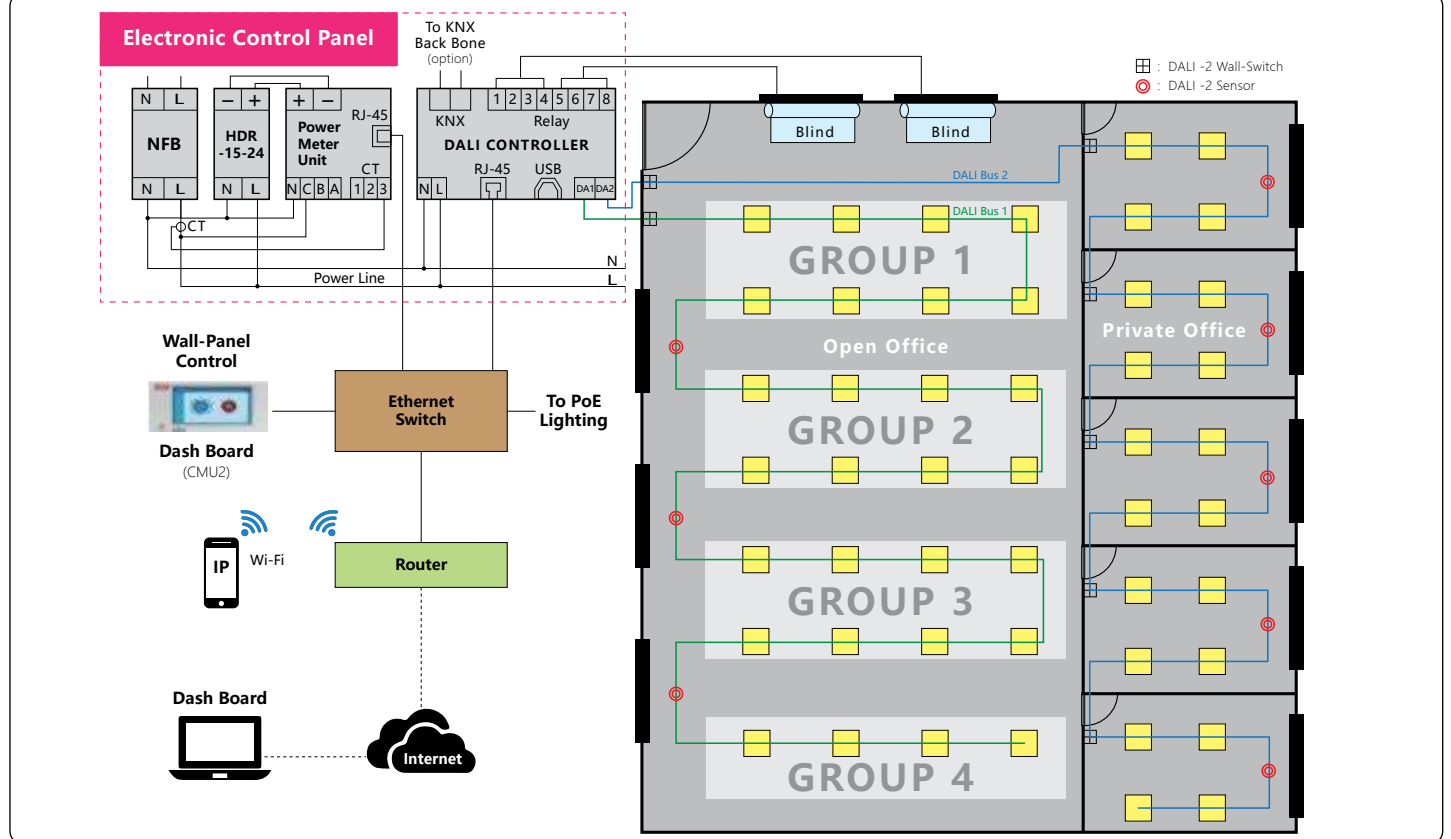 Electronic Control Panel
To KNX
Back Bone
(option)
N L
NFB
N L
− +
HDR
-15-24
N L
+ −
RJ-45
Power
Meter
Unit
CT
N C B A 1 2 3
1 2 3 4 5 6 7 8
KNX Relay
DALI CONTROLLER
RJ-45 USB
N L
DA1 DA2
CT
N
Power Line
L
: DALI -2 Wall-Switch
: DALI -2 Sensor
Blind
Blind
DALI Bus 2
DALI Bus 1
GROUP 1
Open Office
Private Office
GROUP 2
GROUP 3
GROUP 4
Wall-Panel
Control
Dash Board
(CMU2)
Ethernet
Switch
To PoE
Lighting
IP
Wi-Fi
Router
Dash Board
Internet